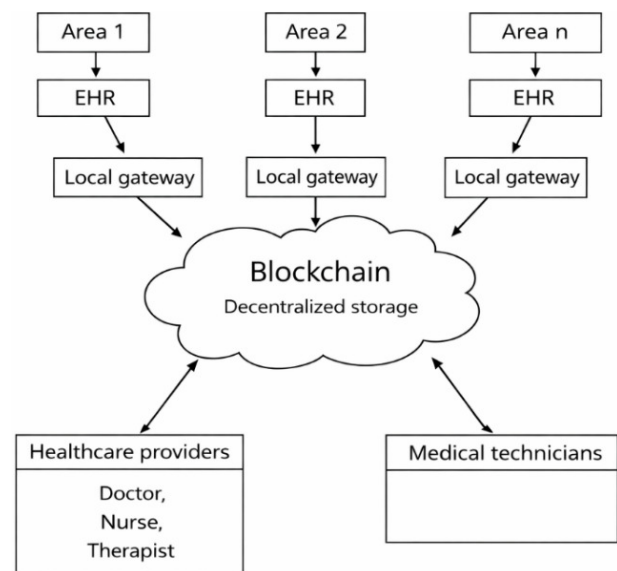 Area 1
Area 2
Area n
EHR
EHR
EHR
Local gateway
Local gateway
Local gateway
Blockchain
Decentralized storage
Healthcare providers
Medical technicians
Doctor,
Nurse,
Therapist